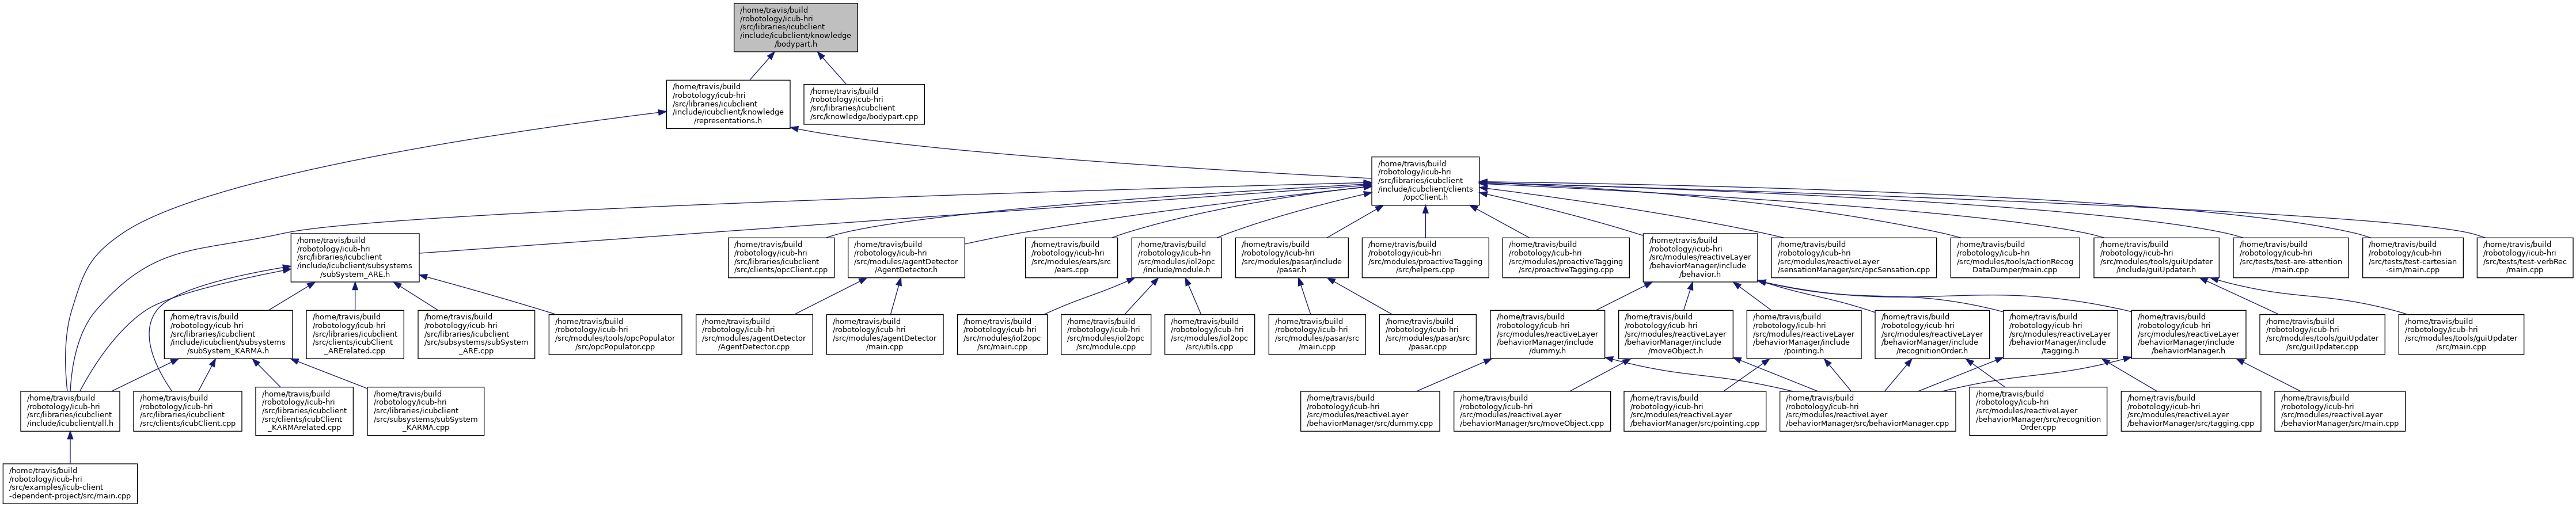 /home/travis/build
/robotology/icub-hri
/src/libraries/icubclient
/include/icubclient/knowledge
/bodypart.h
/home/travis/build
/robotology/icub-hri
/src/libraries/icubclient
/include/icubclient/knowledge
/representations.h
/home/travis/build
/robotology/icub-hri
/src/libraries/icubclient
/src/knowledge/bodypart.cpp
/home/travis/build
/robotology/icub-hri
/src/libraries/icubclient
/include/icubclient/clients
/opcClient.h
/home/travis/build
/robotology/icub-hri
/src/libraries/icubclient
/include/icubclient/subsystems
/subSystem_ARE.h
/home/travis/build
/robotology/icub-hri
/src/libraries/icubclient
/src/clients/opcClient.cpp
/home/travis/build
/robotology/icub-hri
/src/modules/agentDetector
/AgentDetector.h
/home/travis/build
/robotology/icub-hri
/src/modules/ears/src
/ears.cpp
/home/travis/build
/robotology/icub-hri
/src/modules/iol2opc
/include/module.h
/home/travis/build
/robotology/icub-hri
/src/modules/pasar/include
/pasar.h
/home/travis/build
/robotology/icub-hri
/src/modules/proactiveTagging
/src/helpers.cpp
/home/travis/build
/robotology/icub-hri
/src/modules/proactiveTagging
/src/proactiveTagging.cpp
/home/travis/build
/robotology/icub-hri
/src/modules/reactiveLayer
/behaviorManager/include
/behavior.h
/home/travis/build
/robotology/icub-hri
/src/modules/reactiveLayer
/sensationManager/src/opcSensation.cpp
/home/travis/build
/robotology/icub-hri
/src/modules/tools/actionRecog
DataDumper/main.cpp
/home/travis/build
/robotology/icub-hri
/src/modules/tools/guiUpdater
/include/guiUpdater.h
/home/travis/build
/robotology/icub-hri
/src/tests/test-are-attention
/main.cpp
/home/travis/build
/robotology/icub-hri
/src/tests/test-cartesian
-sim/main.cpp
/home/travis/build
/robotology/icub-hri
/src/tests/test-verbRec
/main.cpp
/home/travis/build
/robotology/icub-hri
/src/libraries/icubclient
/include/icubclient/subsystems
/subSystem_KARMA.h
/home/travis/build
/robotology/icub-hri
/src/libraries/icubclient
/src/clients/icubClient
_ARErelated.cpp
/home/travis/build
/robotology/icub-hri
/src/libraries/icubclient
/src/subsystems/subSystem
_ARE.cpp
/home/travis/build
/robotology/icub-hri
/src/modules/tools/opcPopulator
/src/opcPopulator.cpp
/home/travis/build
/robotology/icub-hri
/src/modules/agentDetector
/AgentDetector.cpp
/home/travis/build
/robotology/icub-hri
/src/modules/agentDetector
/main.cpp
/home/travis/build
/robotology/icub-hri
/src/modules/iol2opc
/src/main.cpp
/home/travis/build
/robotology/icub-hri
/src/modules/iol2opc
/src/module.cpp
/home/travis/build
/robotology/icub-hri
/src/modules/iol2opc
/src/utils.cpp
/home/travis/build
/robotology/icub-hri
/src/modules/pasar/src
/main.cpp
/home/travis/build
/robotology/icub-hri
/src/modules/pasar/src
/pasar.cpp
/home/travis/build
/robotology/icub-hri
/src/modules/reactiveLayer
/behaviorManager/include
/dummy.h
/home/travis/build
/robotology/icub-hri
/src/modules/reactiveLayer
/behaviorManager/include
/moveObject.h
/home/travis/build
/robotology/icub-hri
/src/modules/reactiveLayer
/behaviorManager/include
/pointing.h
/home/travis/build
/robotology/icub-hri
/src/modules/reactiveLayer
/behaviorManager/include
/recognitionOrder.h
/home/travis/build
/robotology/icub-hri
/src/modules/reactiveLayer
/behaviorManager/include
/tagging.h
/home/travis/build
/robotology/icub-hri
/src/modules/reactiveLayer
/behaviorManager/include
/behaviorManager.h
/home/travis/build
/robotology/icub-hri
/src/modules/tools/guiUpdater
/src/guiUpdater.cpp
/home/travis/build
/robotology/icub-hri
/src/modules/tools/guiUpdater
/src/main.cpp
/home/travis/build
/robotology/icub-hri
/src/libraries/icubclient
/include/icubclient/all.h
/home/travis/build
/robotology/icub-hri
/src/libraries/icubclient
/src/clients/icubClient.cpp
/home/travis/build
/robotology/icub-hri
/src/libraries/icubclient
/src/clients/icubClient
_KARMArelated.cpp
/home/travis/build
/robotology/icub-hri
/src/libraries/icubclient
/src/subsystems/subSystem
_KARMA.cpp
/home/travis/build
/robotology/icub-hri
/src/modules/reactiveLayer
/behaviorManager/src/dummy.cpp
/home/travis/build
/robotology/icub-hri
/src/modules/reactiveLayer
/behaviorManager/src/moveObject.cpp
/home/travis/build
/robotology/icub-hri
/src/modules/reactiveLayer
/behaviorManager/src/pointing.cpp
/home/travis/build
/robotology/icub-hri
/src/modules/reactiveLayer
/behaviorManager/src/behaviorManager.cpp
/home/travis/build
/robotology/icub-hri
/src/modules/reactiveLayer
/behaviorManager/src/recognition
Order.cpp
/home/travis/build
/robotology/icub-hri
/src/modules/reactiveLayer
/behaviorManager/src/tagging.cpp
/home/travis/build
/robotology/icub-hri
/src/modules/reactiveLayer
/behaviorManager/src/main.cpp
/home/travis/build
/robotology/icub-hri
/src/examples/icub-client
-dependent-project/src/main.cpp